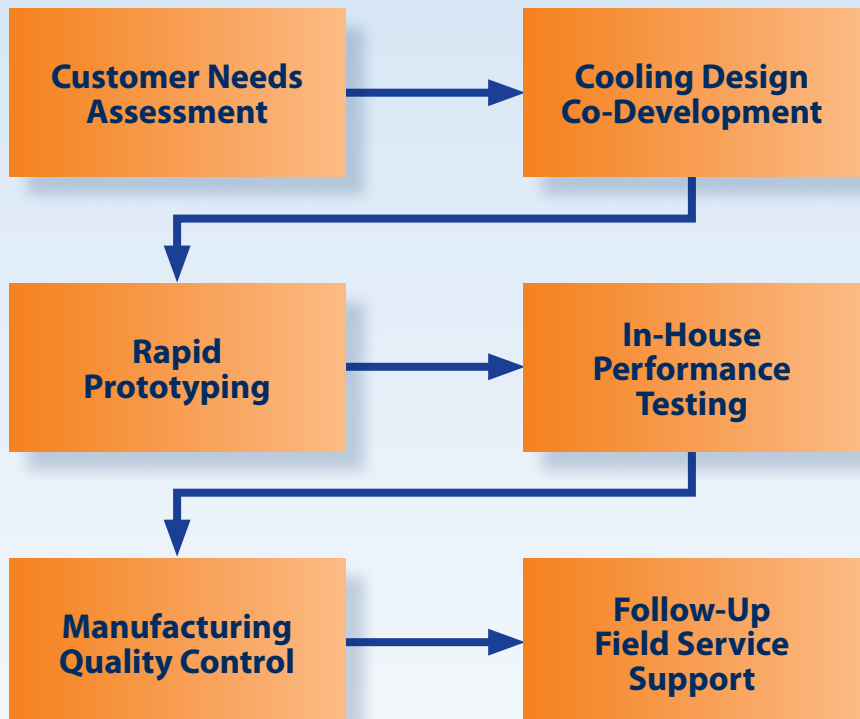 Customer Needs
Assessment
Cooling Design
Co-Development
Rapid
Prototyping
In-House
Performance
Testing
Manufacturing
Quality Control
Follow-Up
Field Service
Support